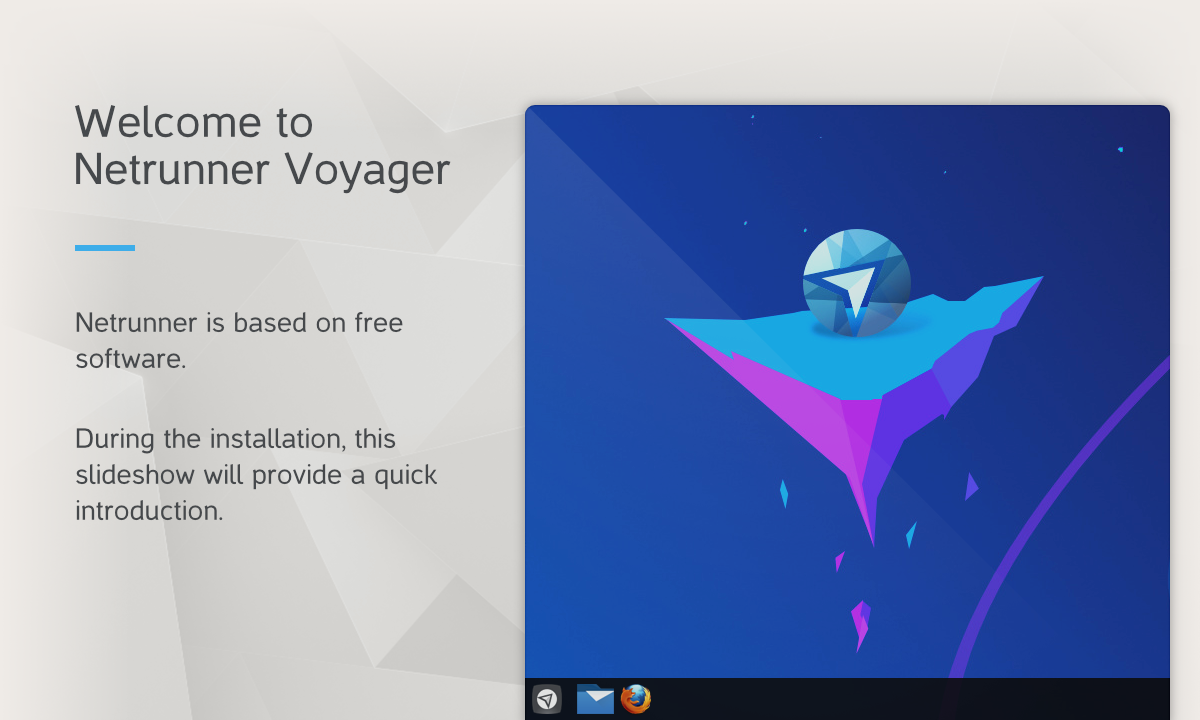 Welcome to
Netrunner Voyager
Netrunner is based on free
software.
During the installation, this
slideshow will provide a quick
introduction.